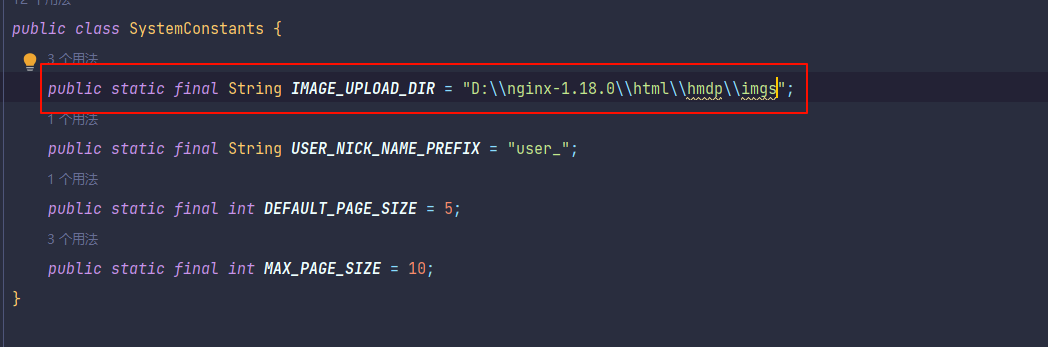 12 个用法
public class SystemConstants {
3 个用法
public static final String IMAGE_UPLOAD_DIR = "D:\\nginx-1.18.0\\html\\hmdp\\imgs";
1 个用法
public static final String USER_NICK_NAME_PREFIX = "user_";
1 个用法
public static final int DEFAULT_PAGE_SIZE = 5;
3 个用法
public static final int MAX_PAGE_SIZE = 10;
}